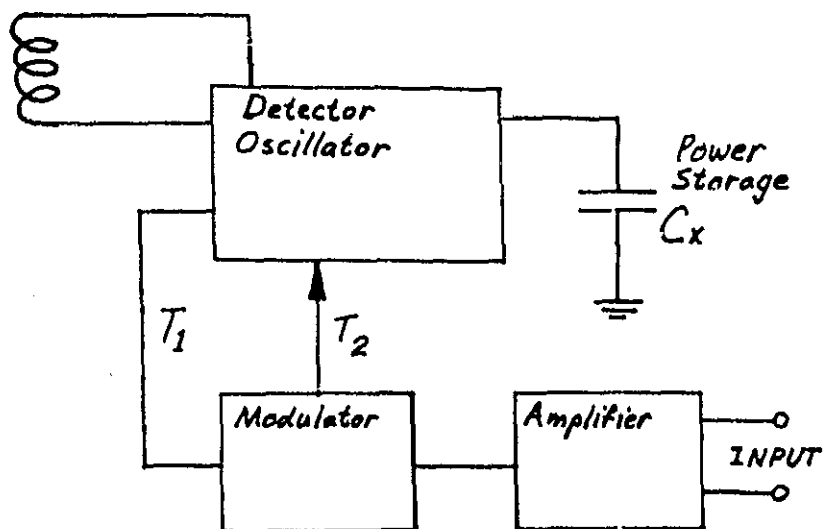 Detector
Oscillator
Power
Storage
Cx
T1
T2
Modulator
Amplifier
INPUT